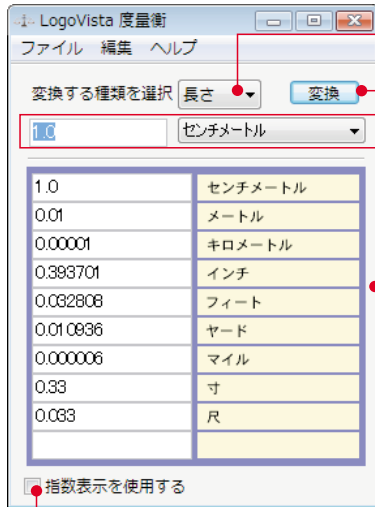 LogoVista 度量衡
ファイル 編集 ヘルプ
変換する種類を選択 長さ 変換
1.0 センチメートル
1.0 センチメートル
0.01 メートル
0.00001 キロメートル
0.393701 インチ
0.032808 フィート
0.010936 ヤード
0.000006 マイル
0.33 寸
0.033 尺
指数表示を使用する